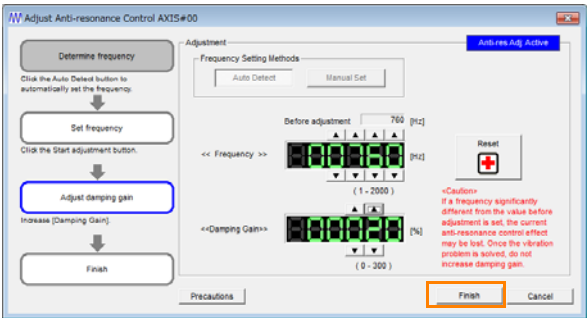 Adjust Anti-resonance Control AXIS#00
Determine frequency
Click the Auto Detect button to
automatically set the frequency.
Set frequency
Click the Start adjustment button.
Adjust damping gain
Increase [Damping Gain].
Finish
Adjustment
Anti-res Adj Active
Frequency Setting Methods
Auto Detect
Manual Set
Before adjustment 760 [Hz]
<< Frequency >> 00760 [Hz]
(1 - 2000 )
<<Damping Gain>> 00020 [%]
( 0 - 300 )
Reset
<Caution>
If a frequency significantly
different from the value before
adjustment is set, the current
anti-resonance control effect
may be lost. Once the vibration
problem is solved, do not
increase damping gain.
Precautions
Finish
Cancel